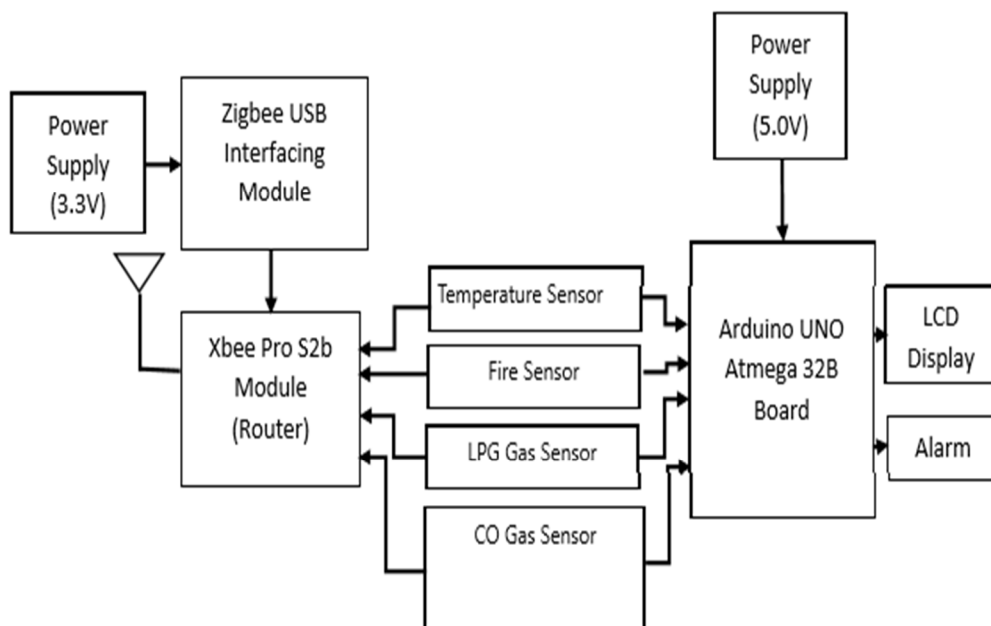 Power
Supply
(3.3V)
Zigbee USB
Interfacing
Module
Power
Supply
(5.0V)
Xbee Pro S2b
Module
(Router)
Temperature Sensor
Fire Sensor
LPG Gas Sensor
CO Gas Sensor
Arduino UNO
Atmega 32B
Board
LCD
Display
Alarm